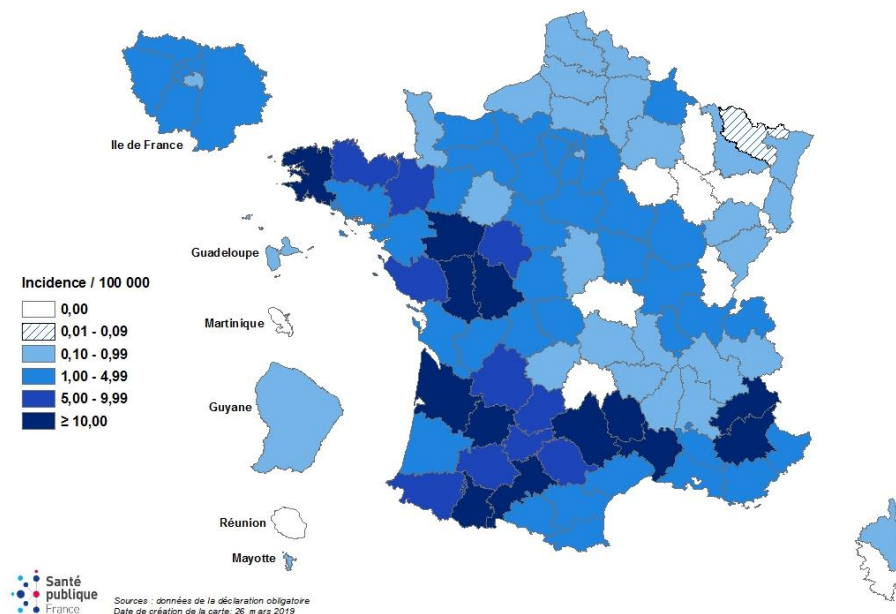 Ile de France
Guadeloupe
Incidence / 100 000
0,00
0,01 - 0,09
0,10 - 0,99
1,00 - 4,99
5,00 - 9,99
≥ 10,00
Martinique
Guyane
Réunion
Mayotte
Santé
publique
France
Sources : données de la déclaration obligatoire
Date de création de la carte: 26 mars 2019